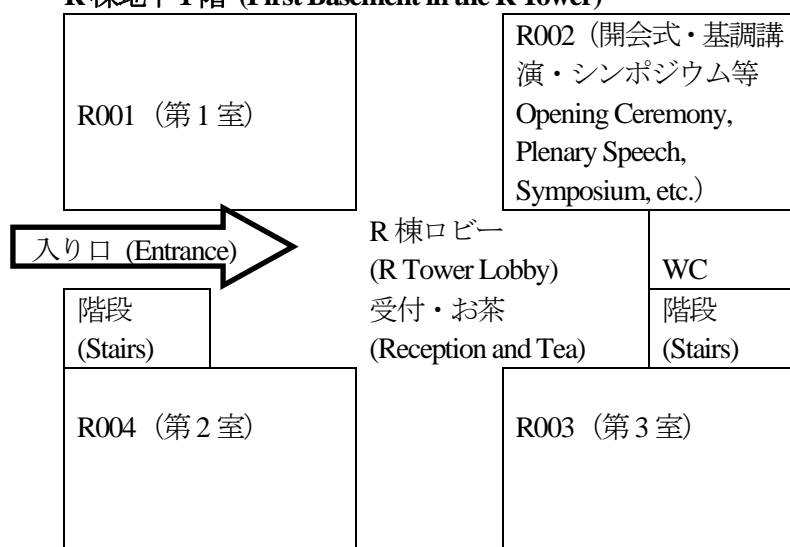 R棟地下1階 (First Basement in the R Tower)
R001（第1室）
R002（開会式・基調講
演・シンポジウム等
Opening Ceremony,
Plenary Speech,
Symposium, etc.）
入り口 (Entrance)
R棟ロビー
(R Tower Lobby)
受付・お茶
(Reception and Tea)
WC
階段
(Stairs)
階段
(Stairs)
R004（第2室）
R003（第3室）